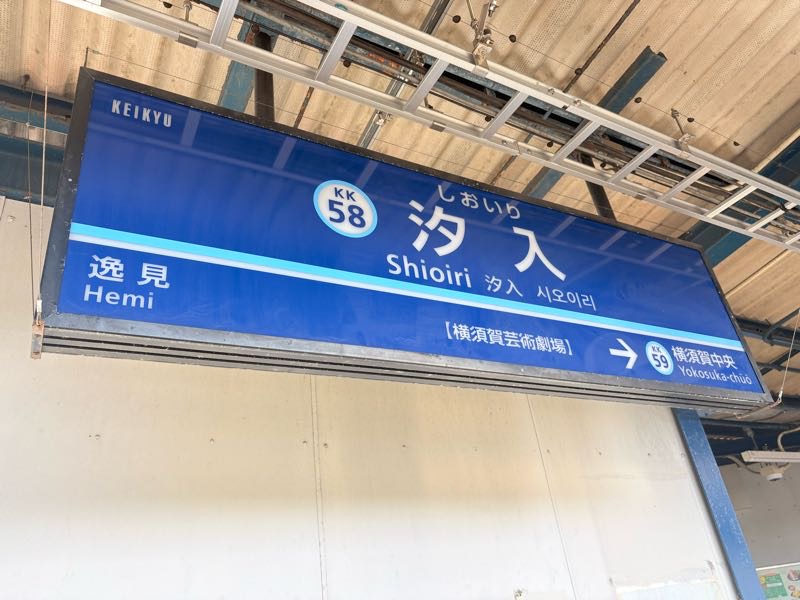 KEIKYU
しおいり
KK
58
汐入
Shioiri 汐入 시오이리
逸見
Hemi
【横須賀芸術劇場】
→
KK
59
横須賀中央
Yokosuka-chūō